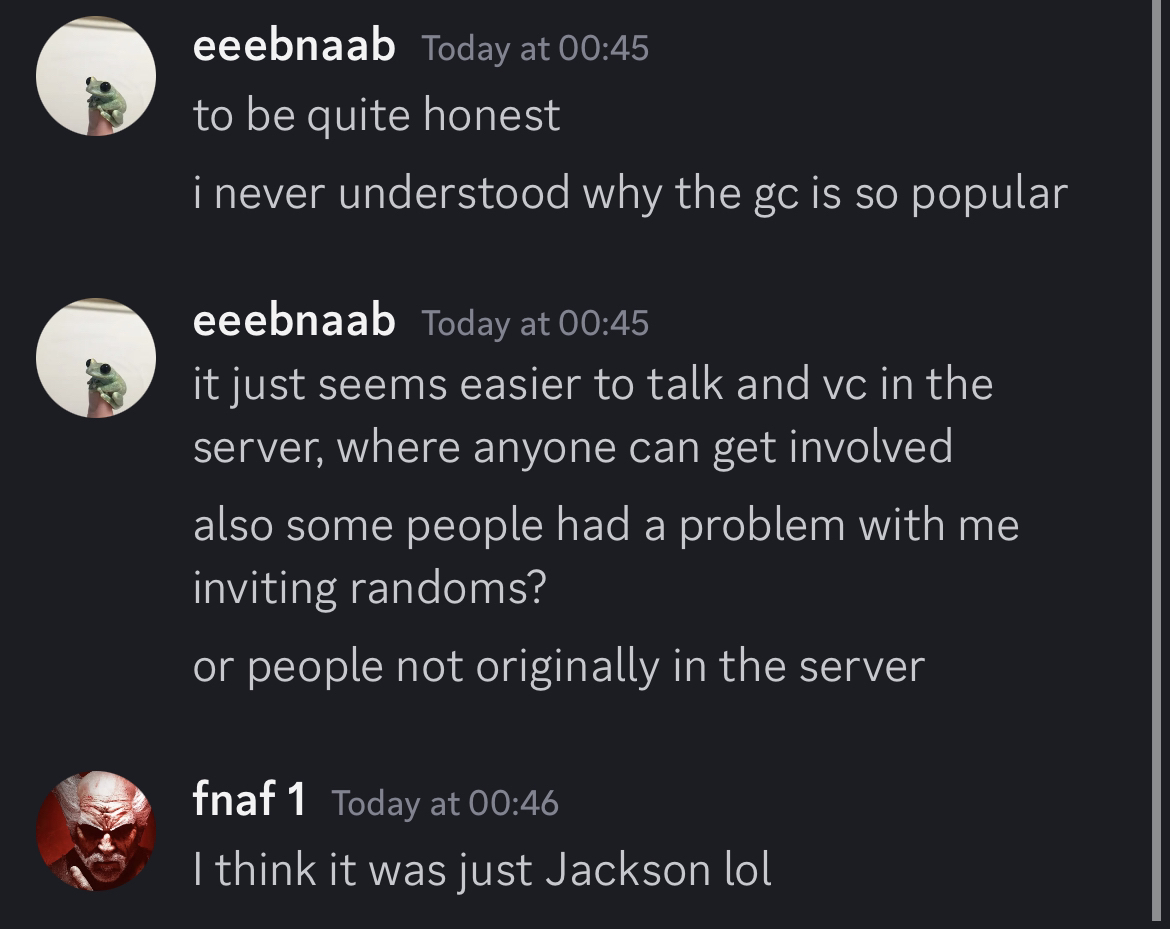 eeebnaab Today at 00:45
to be quite honest
i never understood why the gc is so popular
eeebnaab Today at 00:45
it just seems easier to talk and vc in the
server, where anyone can get involved
also some people had a problem with me
inviting randoms?
or people not originally in the server
fnaf 1 Today at 00:46
I think it was just Jackson lol